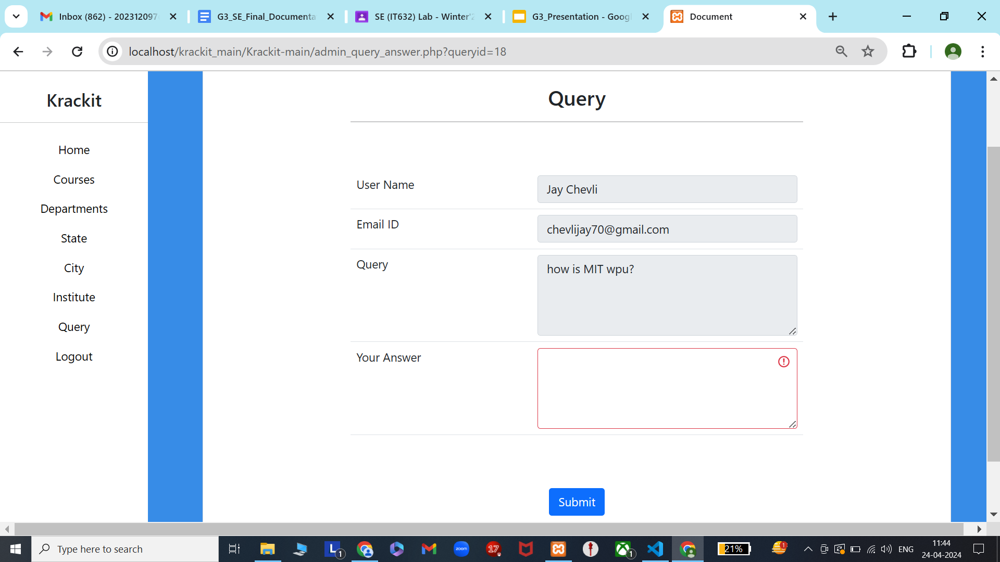 Inbox (862) - 202312097
G3_SE_Final_Documenta
SE (IT632) Lab - Winter'2
G3_Presentation - Goog
Document
localhost/krackit_main/Krackit-main/admin_query_answer.php?queryid=18
Krackit
Home
Courses
Departments
State
City
Institute
Query
Logout
Query
User Name
Jay Chevli
Email ID
chevlijay70@gmail.com
Query
how is MIT wpu?
Your Answer
Submit
Type here to search
L
1
zoom
17
1
21%
1
ENG
11:44
24-04-2024